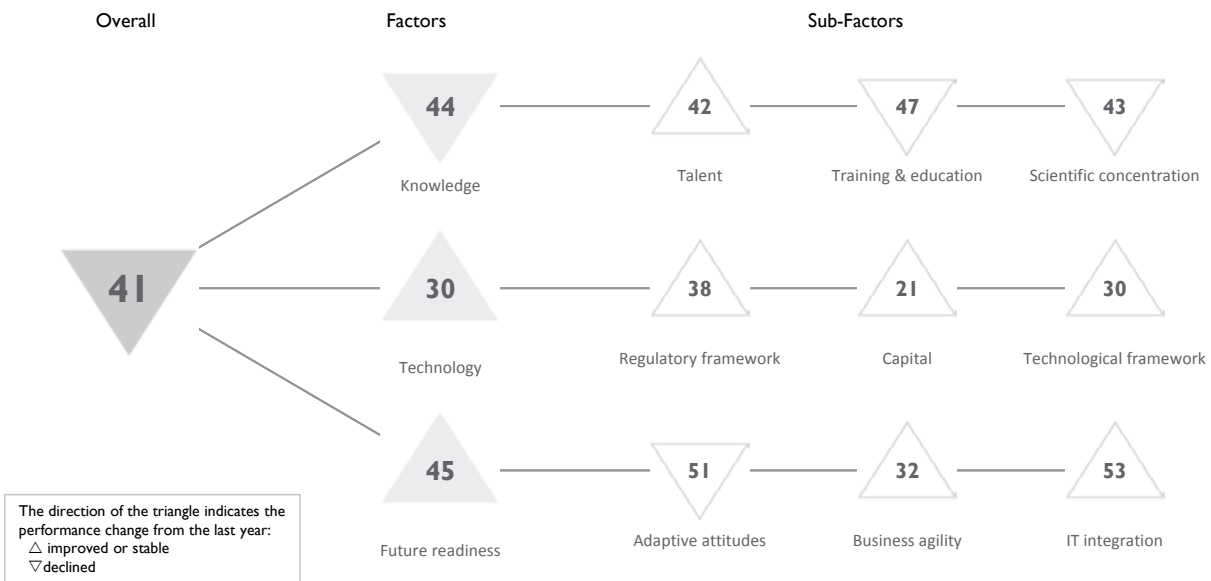 Overall Factors Sub-Factors
44 42 47 43
Knowledge Talent Training & education Scientific concentration
41 30 38 21 30
Technology Regulatory framework Capital Technological framework
45 51 32 53
Future readiness Adaptive attitudes Business agility IT integration
The direction of the triangle indicates the
performance change from the last year:
△ improved or stable
▽declined